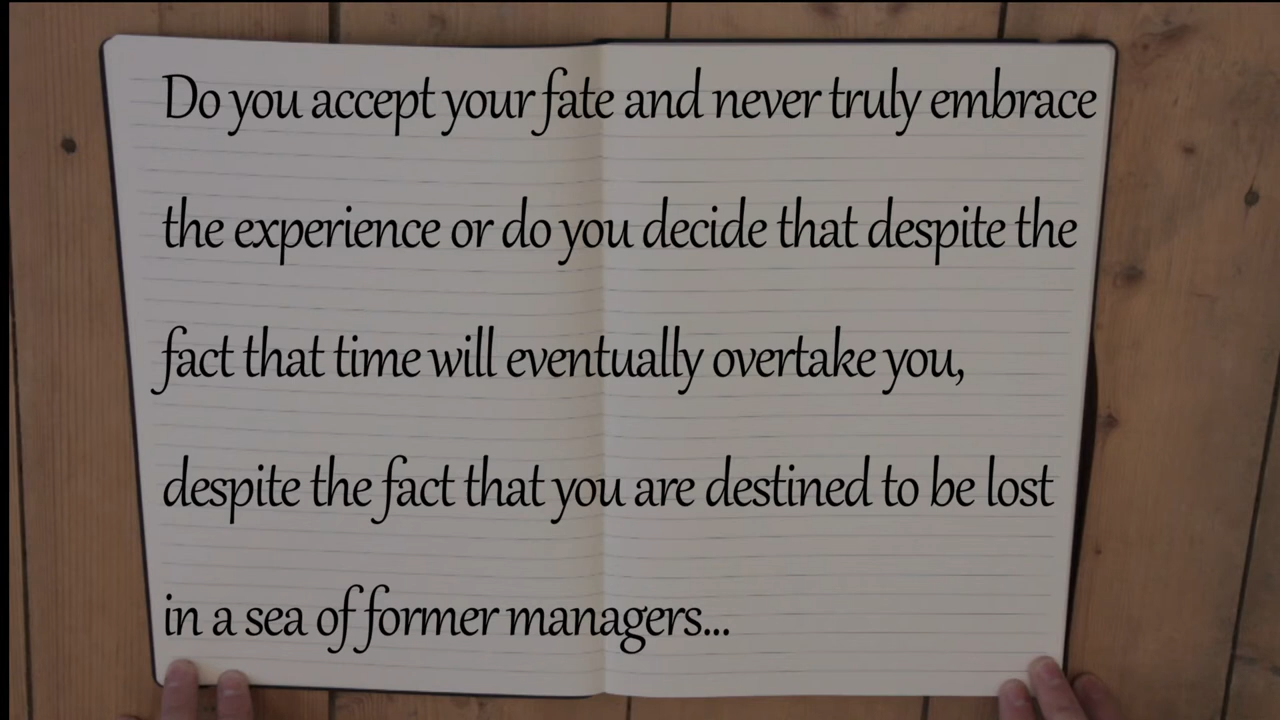 Do you accept your fate and never truly embrace
the experience or do you decide that despite the
fact that time will eventually overtake you,
despite the fact that you are destined to be lost
in a sea of former managers...